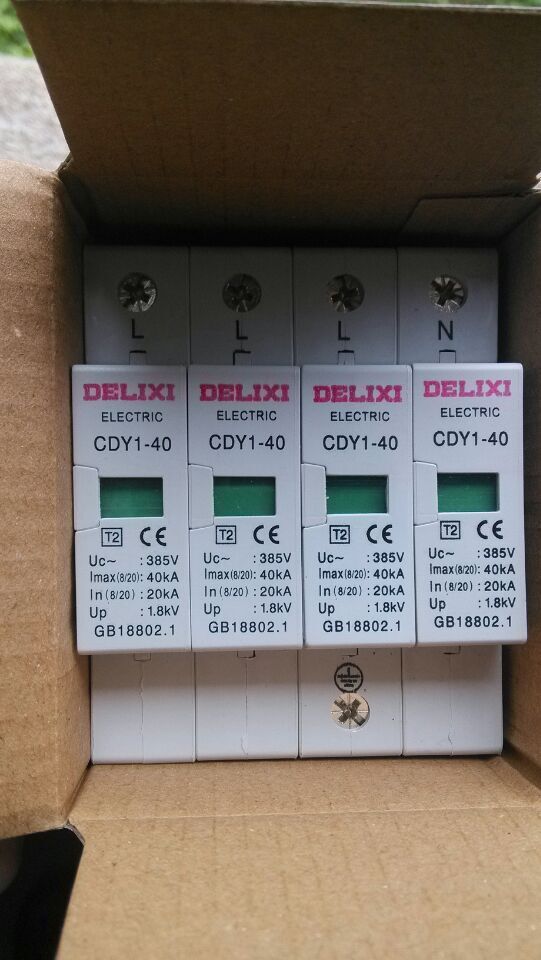 L L L N
DELIXI DELIXI DELIXI DELIXI
ELECTRIC ELECTRIC ELECTRIC ELECTRIC
CDY1-40 CDY1-40 CDY1-40 CDY1-40
T2 CE T2 CE T2 CE T2 CE
Uc~ : 385V Uc~ : 385V Uc~ : 385V Uc~ : 385V
Imax(8/20): 40kA Imax(8/20): 40kA Imax(8/20): 40kA Imax(8/20): 40kA
In (8/20) : 20kA In (8/20) : 20kA In (8/20) : 20kA In (8/20) : 20kA
Up : 1.8kV Up : 1.8kV Up : 1.8kV Up : 1.8kV
GB18802.1 GB18802.1 GB18802.1 GB18802.1